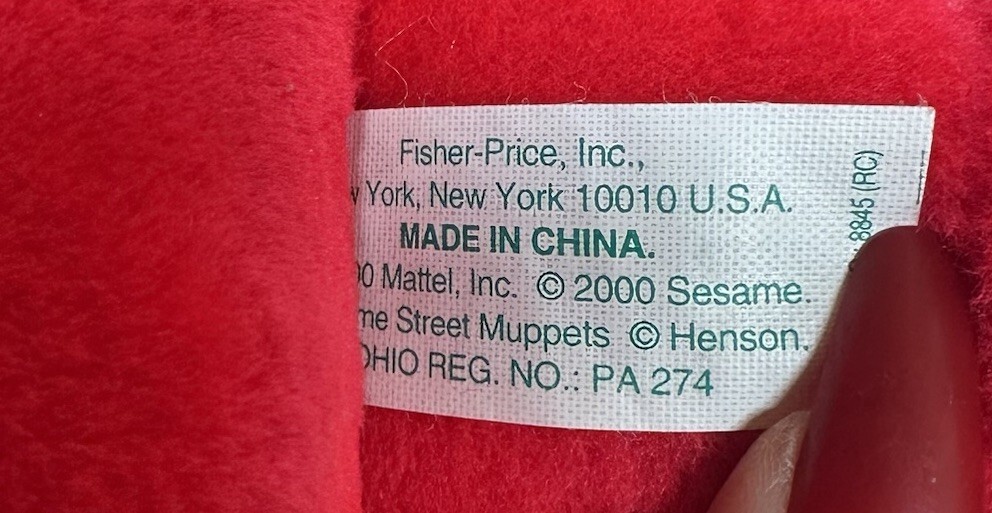 Fisher-Price, Inc.,
York, New York 10010 U.S.A.
MADE IN CHINA.
Mattel, Inc. © 2000 Sesame.
Street Muppets © Henson.
OHIO REG. NO.: PA 274
8845 (RC)